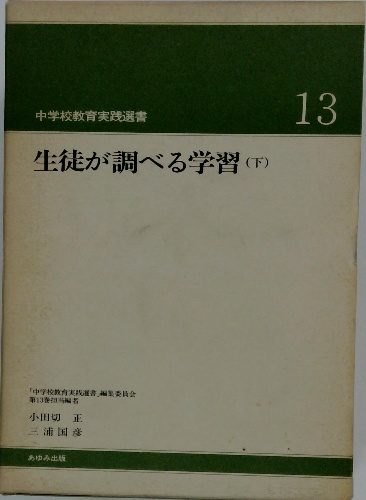 中学校教育実践選書
13
生徒が調べる学習(下)
「中学校教育実践選書」編集委員会
第13巻担当編者
小田切 正
三浦国彦
あゆみ出版